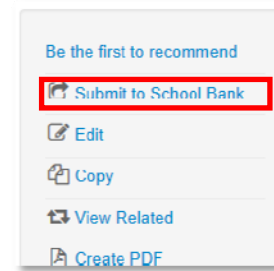 Be the first to recommend
Submit to School Bank
Edit
Copy
View Related
Create PDF